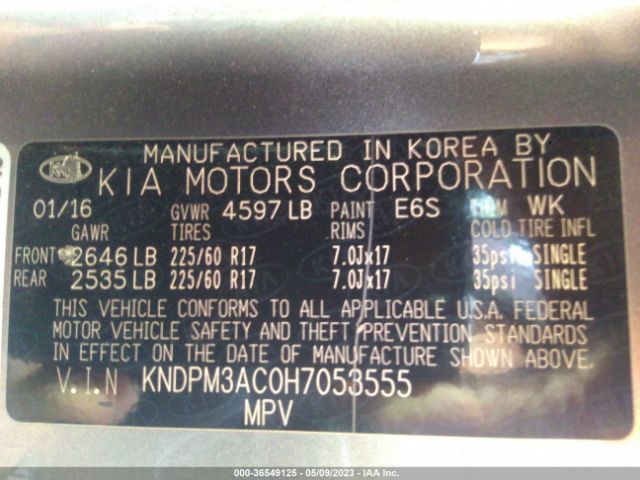 MANUFACTURED IN KOREA BY
KIA MOTORS CORPORATION
01/16 GVWR 4597 LB PAINT E6S TRIM WK
GAWR TIRES RIMS COLD TIRE INFL
FRONT 2646 LB 225/60 R17 7.0Jx17 35psi SINGLE
REAR 2535 LB 225/60 R17 7.0Jx17 35psi SINGLE
THIS VEHICLE CONFORMS TO ALL APPLICABLE U.S.A. FEDERAL
MOTOR VEHICLE SAFETY AND THEFT PREVENTION STANDARDS
IN EFFECT ON THE DATE OF MANUFACTURE SHOWN ABOVE.
V.I.N KNDPM3AC0H7053555
MPV
000-36549125 - 05/09/2023 - IAA Inc.